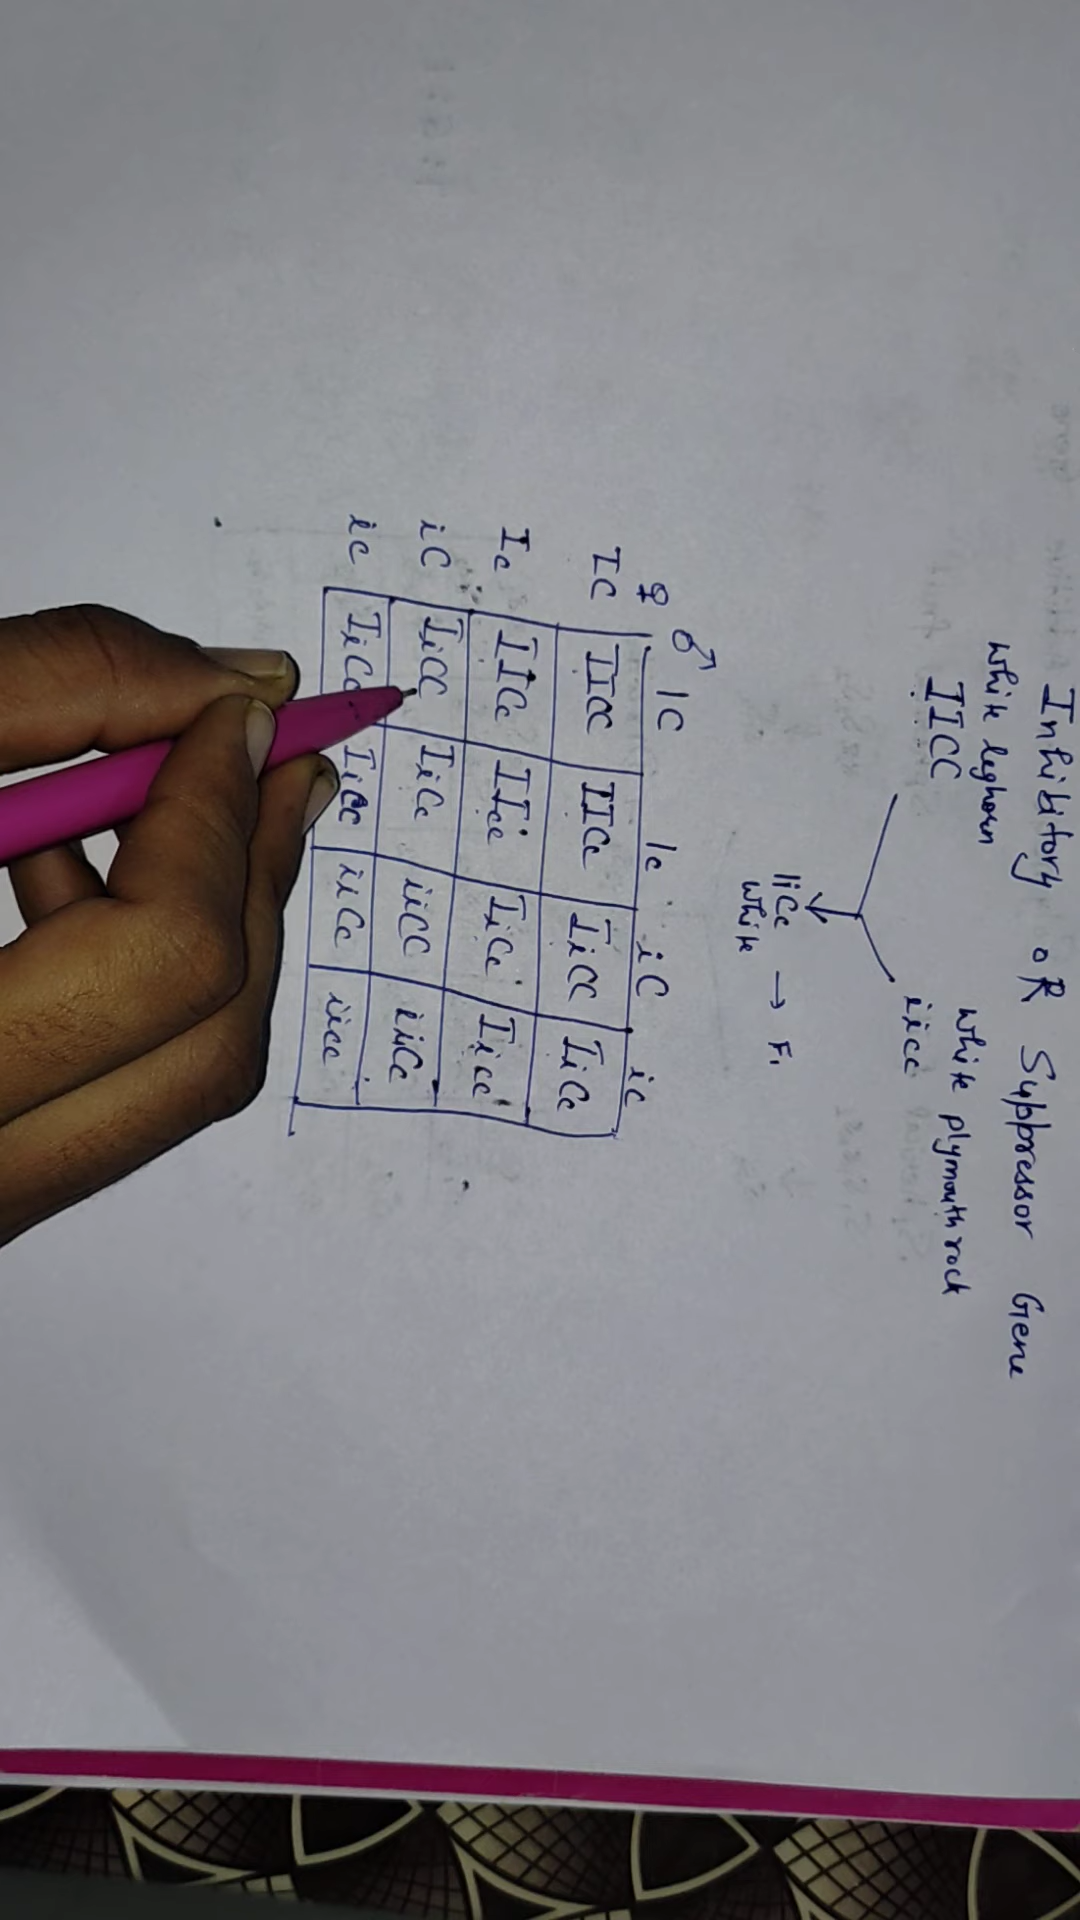 Inhibitory OR Suppressor Gene
white leghorn white plymouth rock
IICC iicc
IiCc → F1
white
♂ IC Ic iC ic
♀
IC IICC IICc IiCC IiCc
Ic IICc IIcc IiCc Iicc
iC IiCC IiCc iiCC iiCc
ic IiCc Iicc iiCc iicc